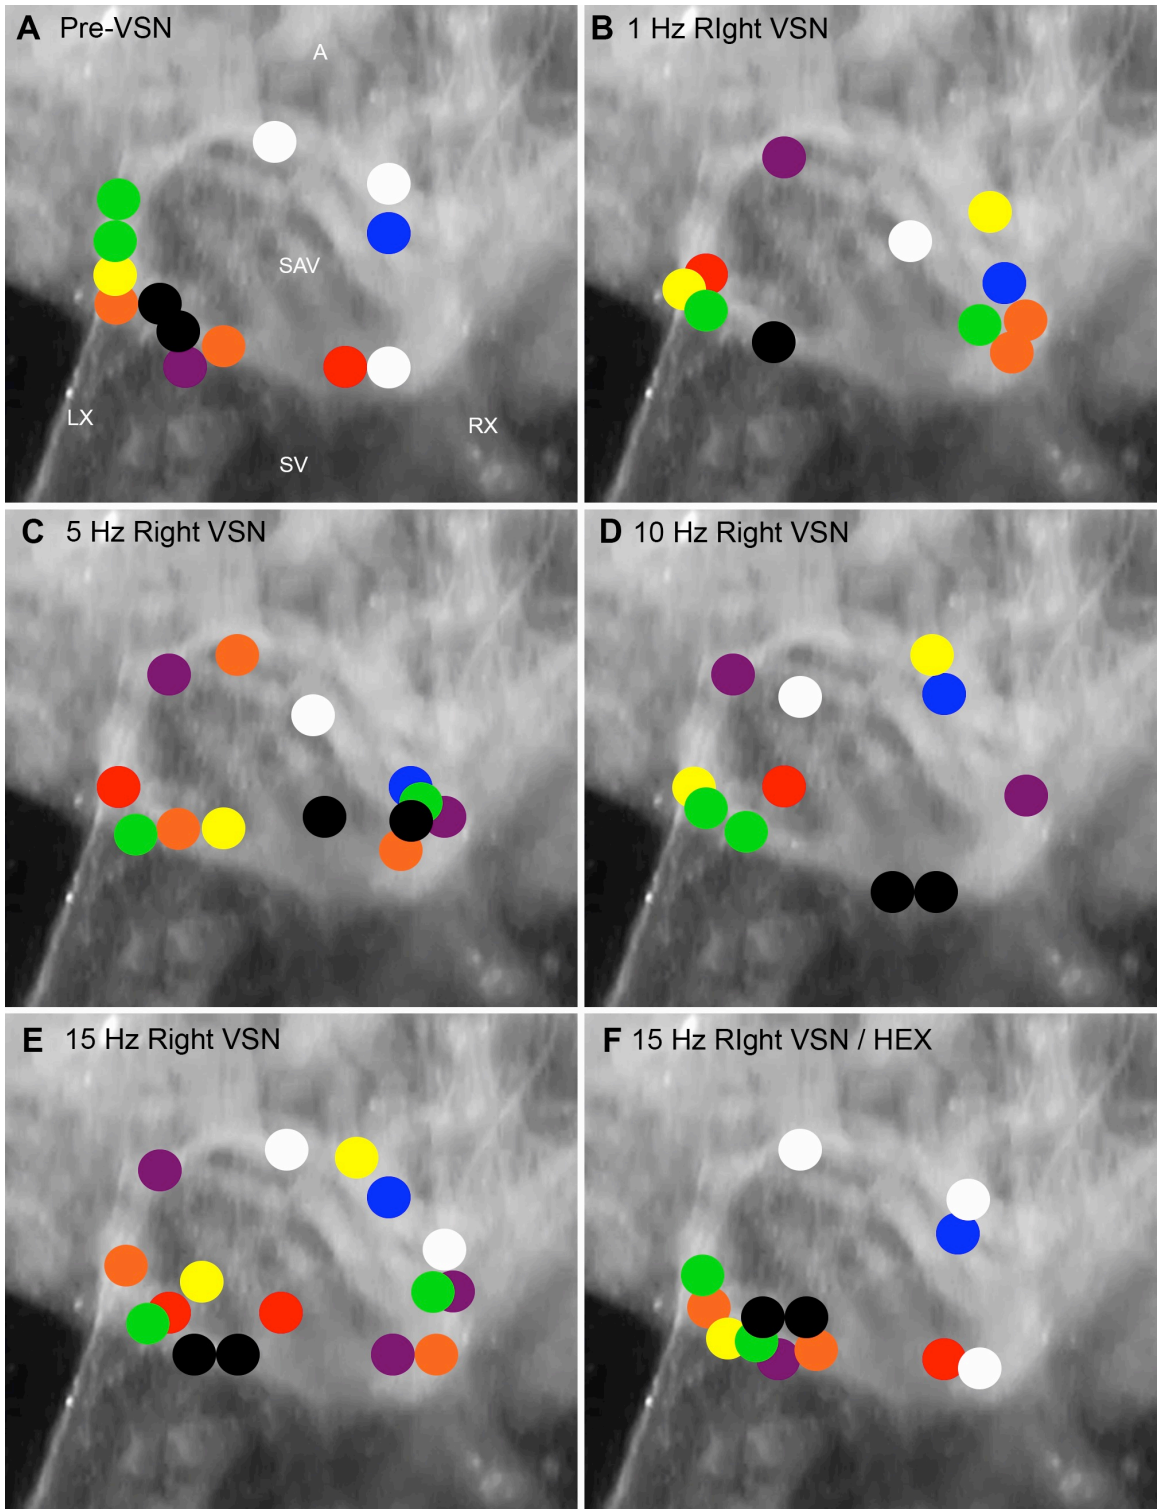 A Pre-VSN
A
SAV
LX
RX
SV
B 1 Hz RIght VSN
C 5 Hz Right VSN
D 10 Hz Right VSN
E 15 Hz Right VSN
F 15 Hz RIght VSN / HEX